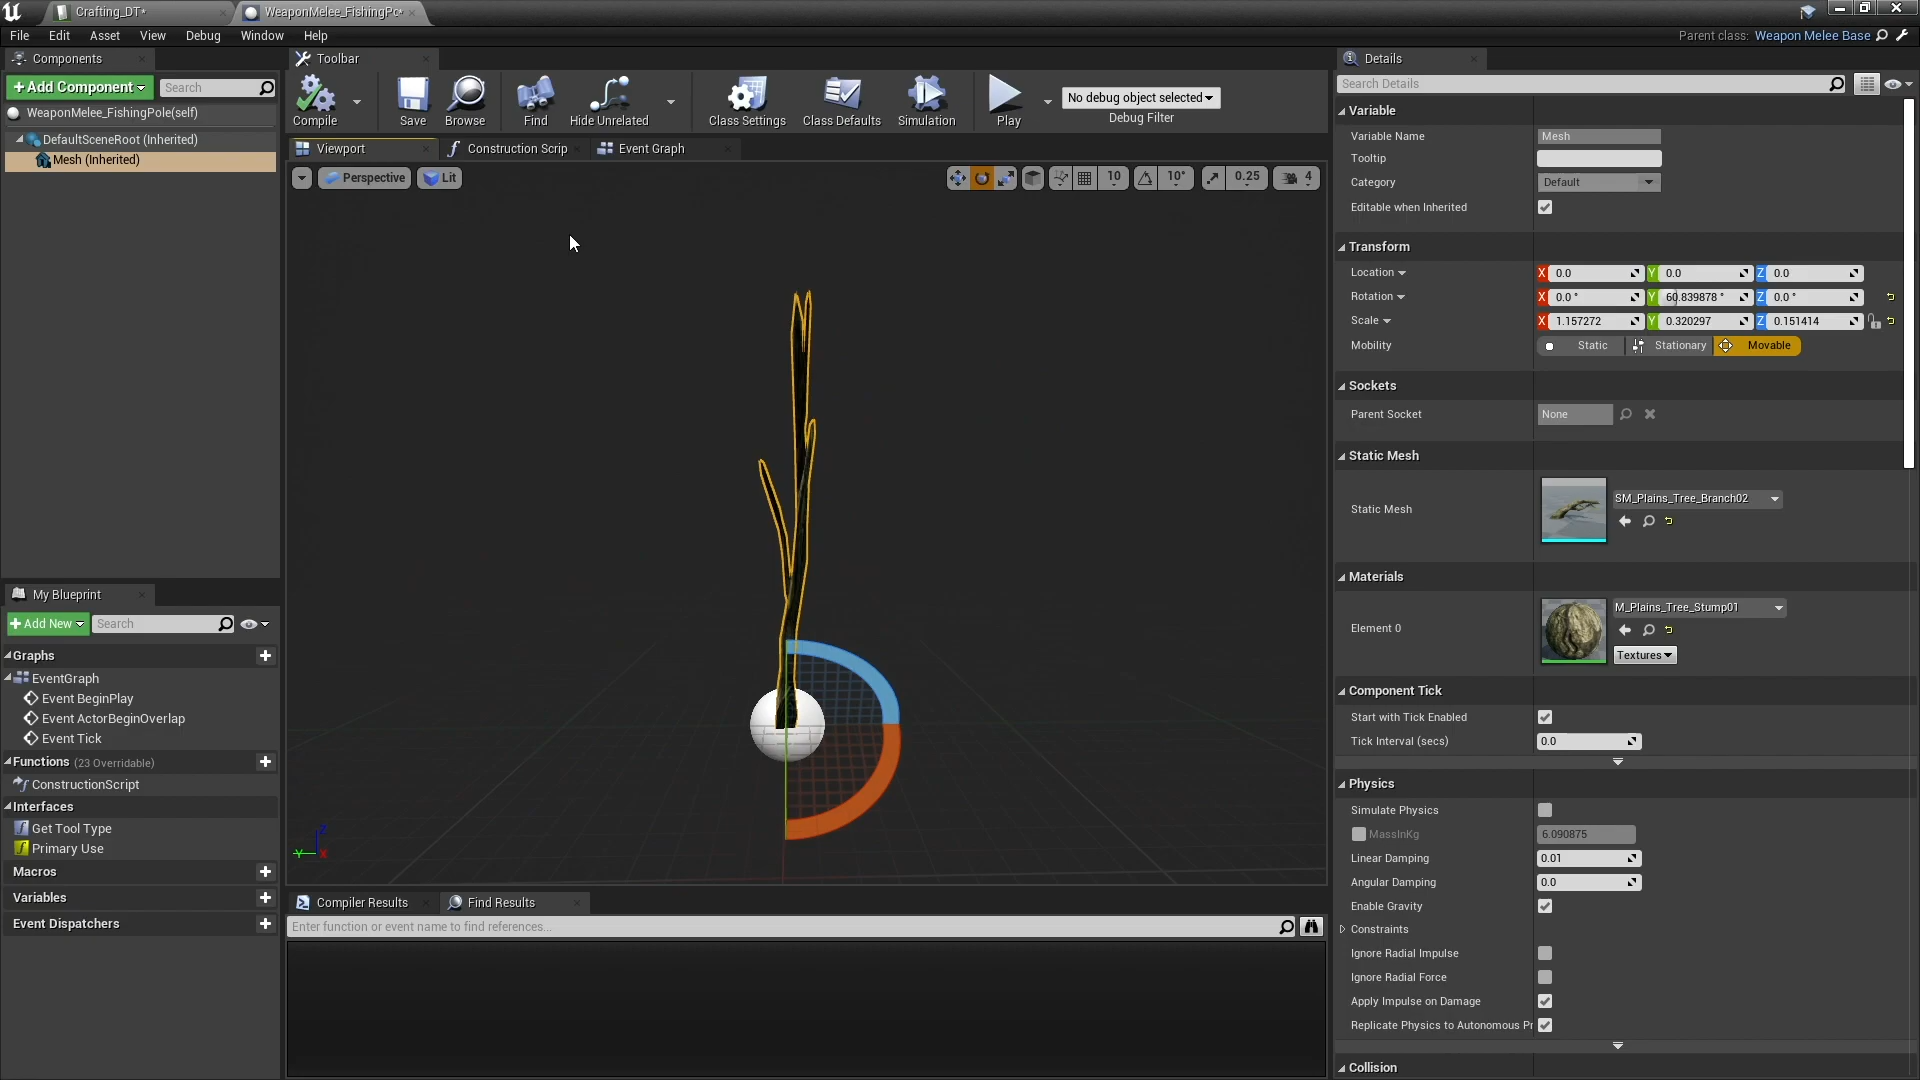 Crafting_DT*
WeaponMelee_FishingPo*
File Edit Asset View Debug Window Help
Parent class: Weapon Melee Base
Components
+Add Component
Search
WeaponMelee_FishingPole(self)
DefaultSceneRoot (Inherited)
Mesh (Inherited)
My Blueprint
+Add New
Search
Graphs
EventGraph
Event BeginPlay
Event ActorBeginOverlap
Event Tick
Functions (23 Overridable)
ConstructionScript
Interfaces
Get Tool Type
Primary Use
Macros
Variables
Event Dispatchers
Toolbar
Compile
Save
Browse
Find
Hide Unrelated
Class Settings
Class Defaults
Simulation
Play
No debug object selected
Debug Filter
Viewport
Construction Scrip
Event Graph
Perspective
Lit
10
10°
0.25
4
Z
Y
X
Compiler Results
Find Results
Enter function or event name to find references...
Details
Search Details
Variable
Variable Name Mesh
Tooltip
Category Default
Editable when Inherited
Transform
Location X 0.0 Y 0.0 Z 0.0
Rotation X 0.0 ° Y 60.839878 ° Z 0.0 °
Scale X 1.157272 Y 0.320297 Z 0.151414
Mobility Static Stationary Movable
Sockets
Parent Socket None
Static Mesh
Static Mesh SM_Plains_Tree_Branch02
Materials
Element 0 M_Plains_Tree_Stump01
Textures
Component Tick
Start with Tick Enabled
Tick Interval (secs) 0.0
Physics
Simulate Physics
MassInKg 6.090875
Linear Damping 0.01
Angular Damping 0.0
Enable Gravity
Constraints
Ignore Radial Impulse
Ignore Radial Force
Apply Impulse on Damage
Replicate Physics to Autonomous Pr
Collision